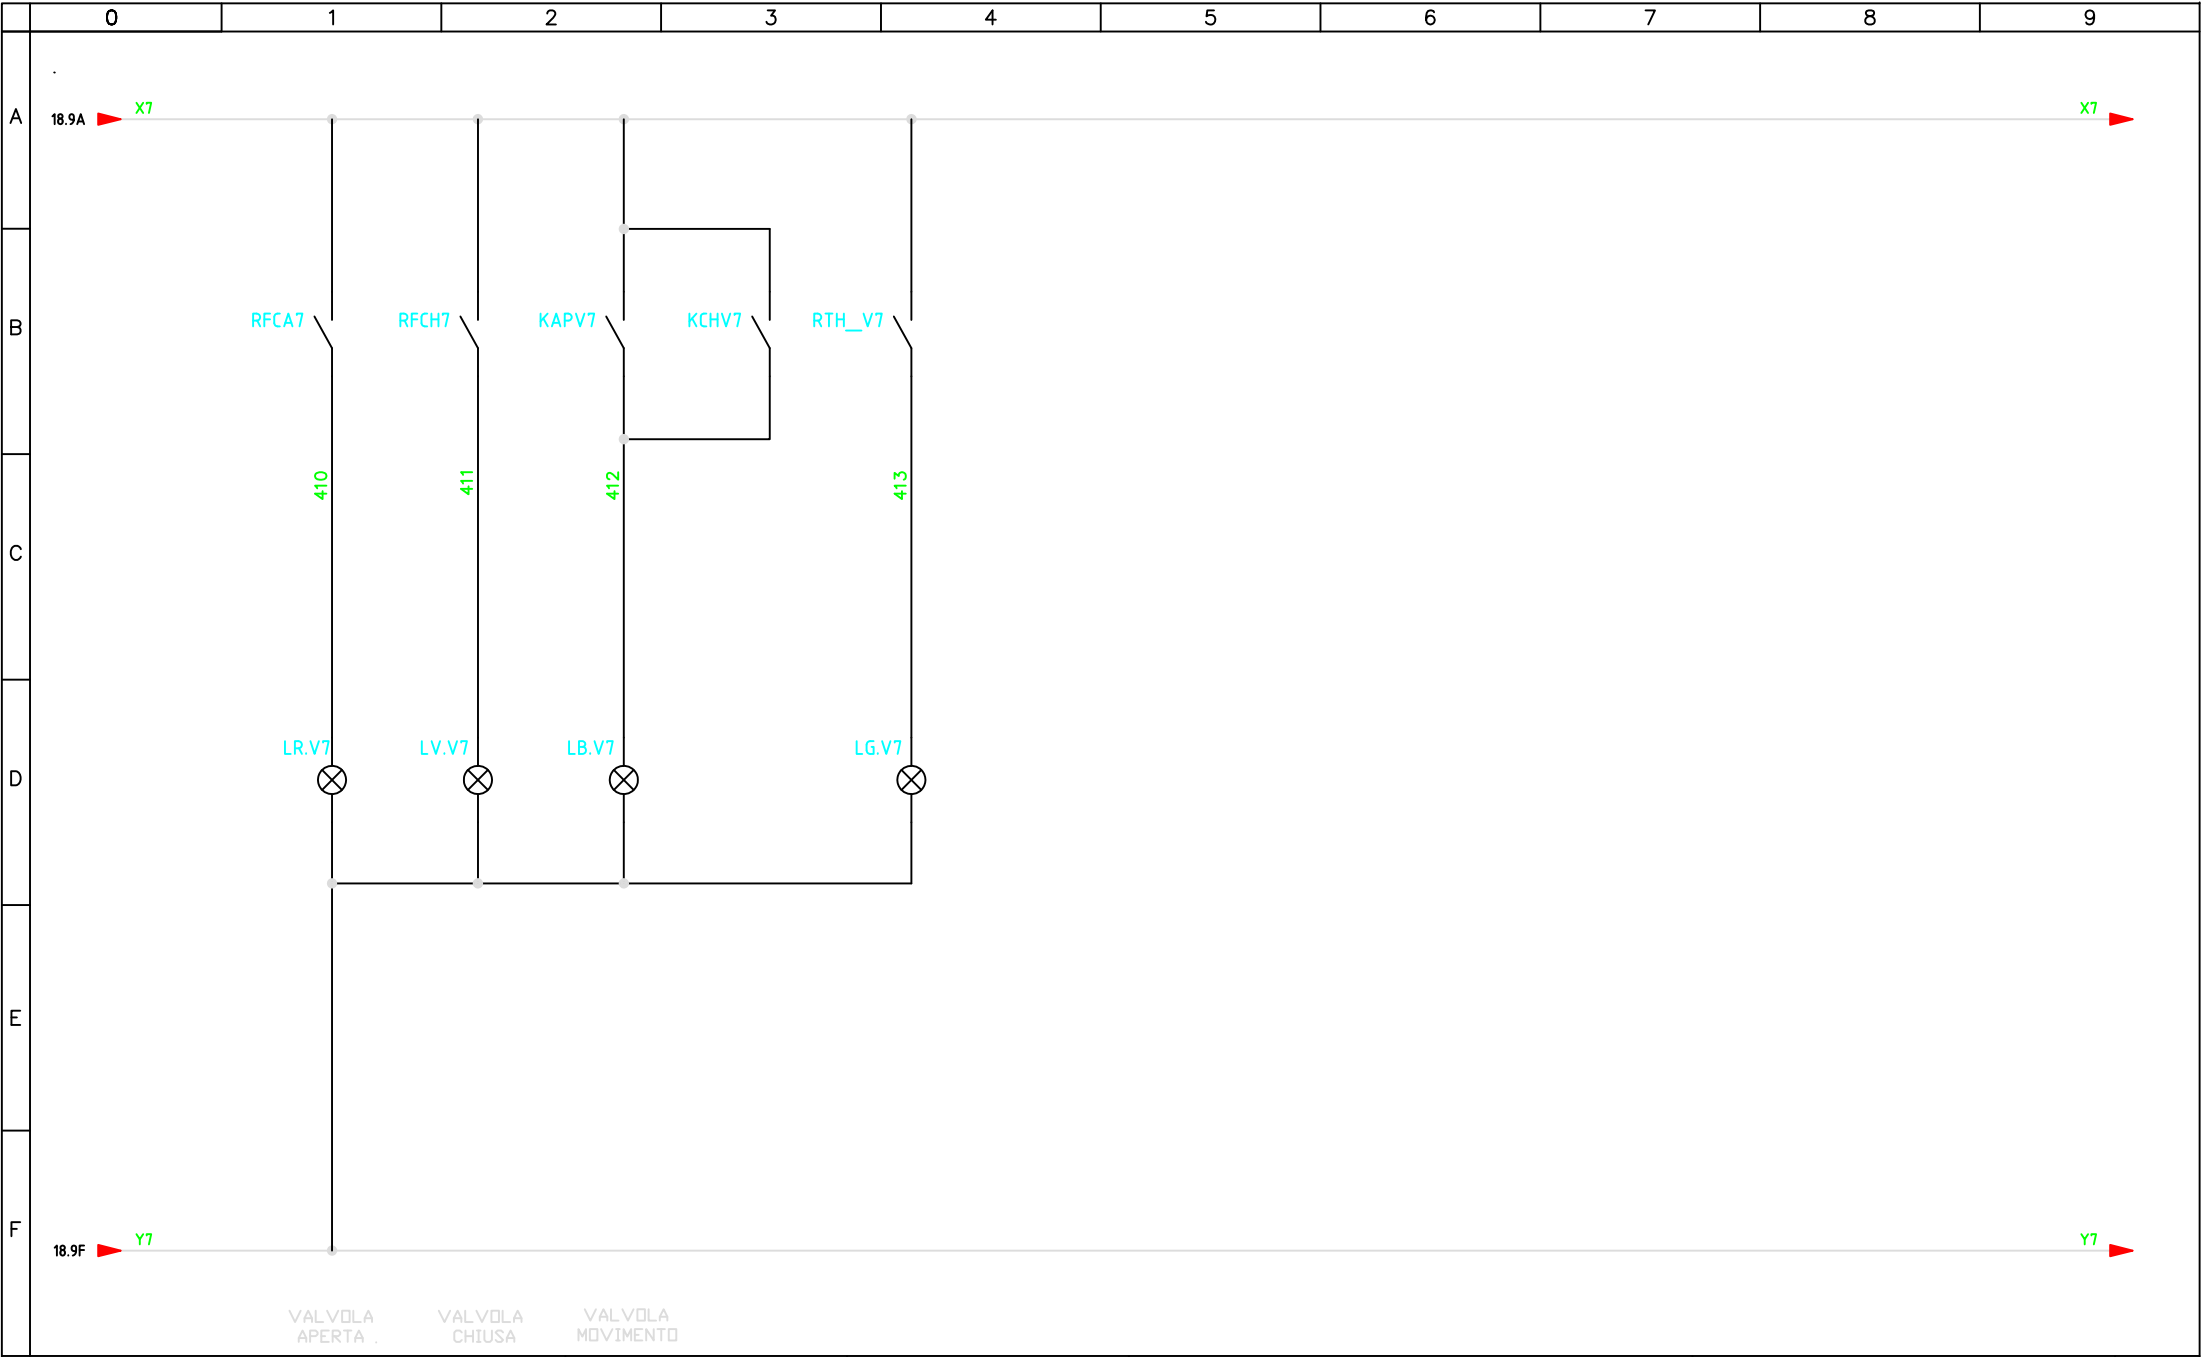 0 1 2 3 4 5 6 7 8 9
A
18.9A X7 X7
B
RFCA7 RFCH7 KAPV7 KCHV7 RTH__V7
410 411 412 413
C
LR.V7 LV.V7 LB.V7 LG.V7
D
E
F
18.9F Y7 Y7
VALVOLA
APERTA .
VALVOLA
CHIUSA
VALVOLA
MOVIMENTO